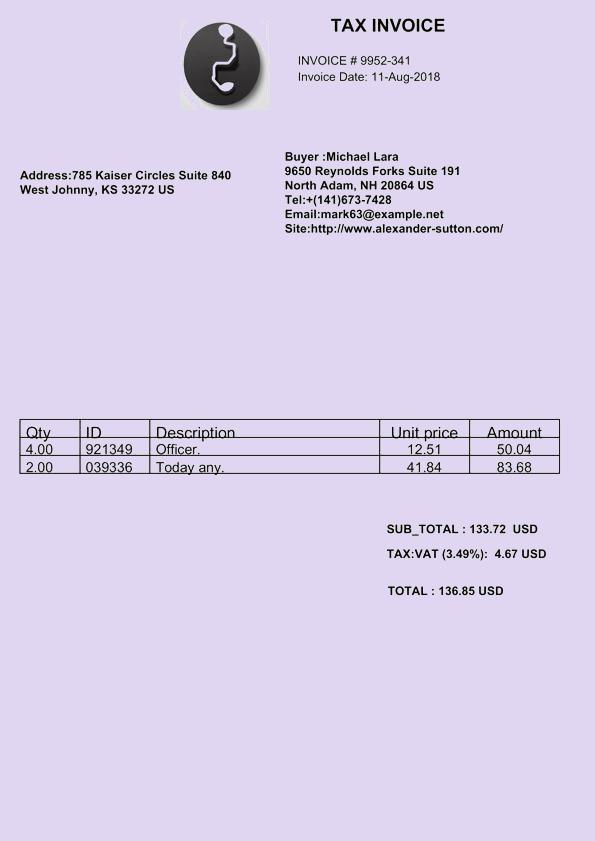 TAX INVOICE
INVOICE # 9952-341
Invoice Date: 11-Aug-2018
Address:785 Kaiser Circles Suite 840
West Johnny, KS 33272 US
Buyer :Michael Lara
9650 Reynolds Forks Suite 191
North Adam, NH 20864 US
Tel:+(141)673-7428
Email:mark63@example.net
Site:http://www.alexander-sutton.com/
Qty ID Description Unit price Amount
4.00 921349 Officer. 12.51 50.04
2.00 039336 Today any. 41.84 83.68
SUB_TOTAL : 133.72 USD
TAX:VAT (3.49%): 4.67 USD
TOTAL : 136.85 USD